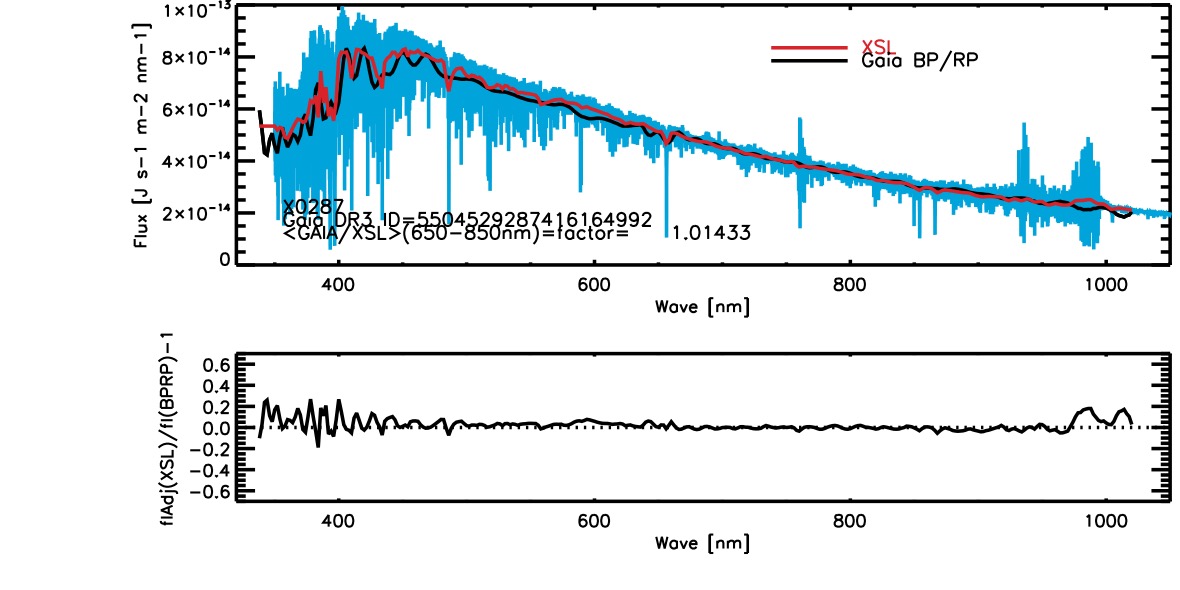 1×10−13
8×10−14
6×10−14
4×10−14
2×10−14
0
Flux [J s−1 m−2 nm−1]
XSL
Gaia BP/RP
X0287
Gaia DR3 ID=5504529287416164992
<GAIA/XSL>(650−850nm)=factor= 1.01433
400 600 800 1000
Wave [nm]
0.6
0.4
0.2
0.0
−0.2
−0.4
−0.6
flAdj(XSL)/fl(BPRP)−1
400 600 800 1000
Wave [nm]